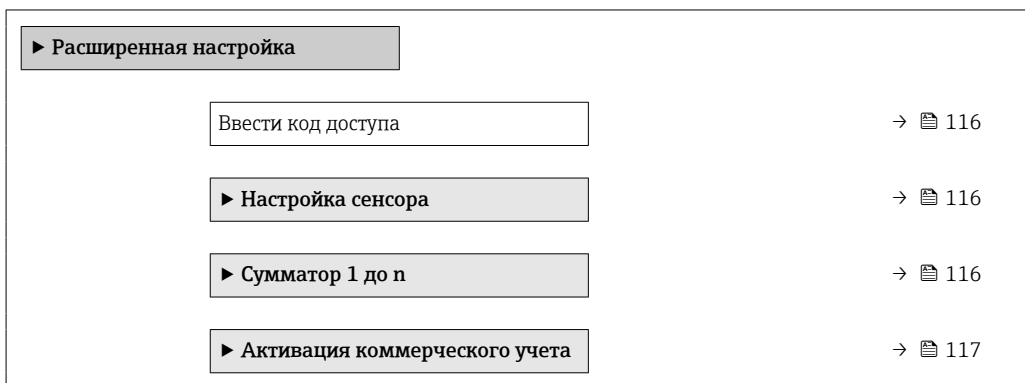 ▶ Расширенная настройка
Ввести код доступа → 116
▶ Настройка сенсора → 116
▶ Сумматор 1 до n → 116
▶ Активация коммерческого учета → 117